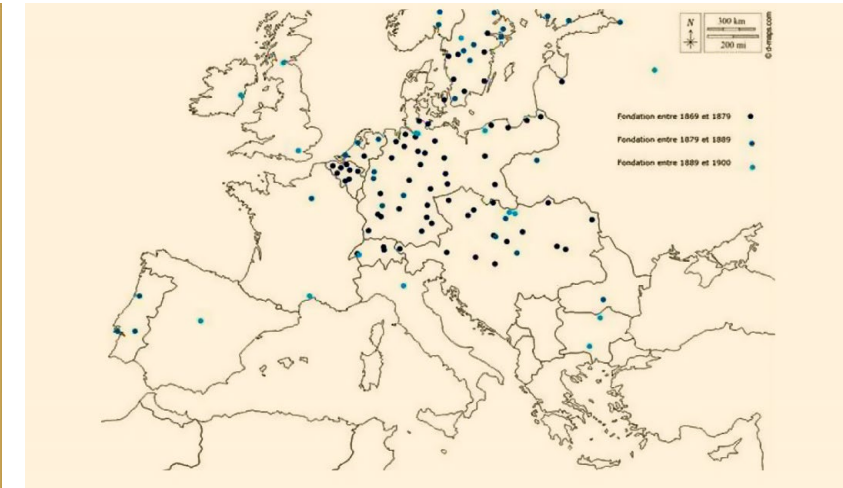 N
300 km
200 mi
© d-maps.com
Fondation entre 1869 et 1879
Fondation entre 1879 et 1889
Fondation entre 1889 et 1900